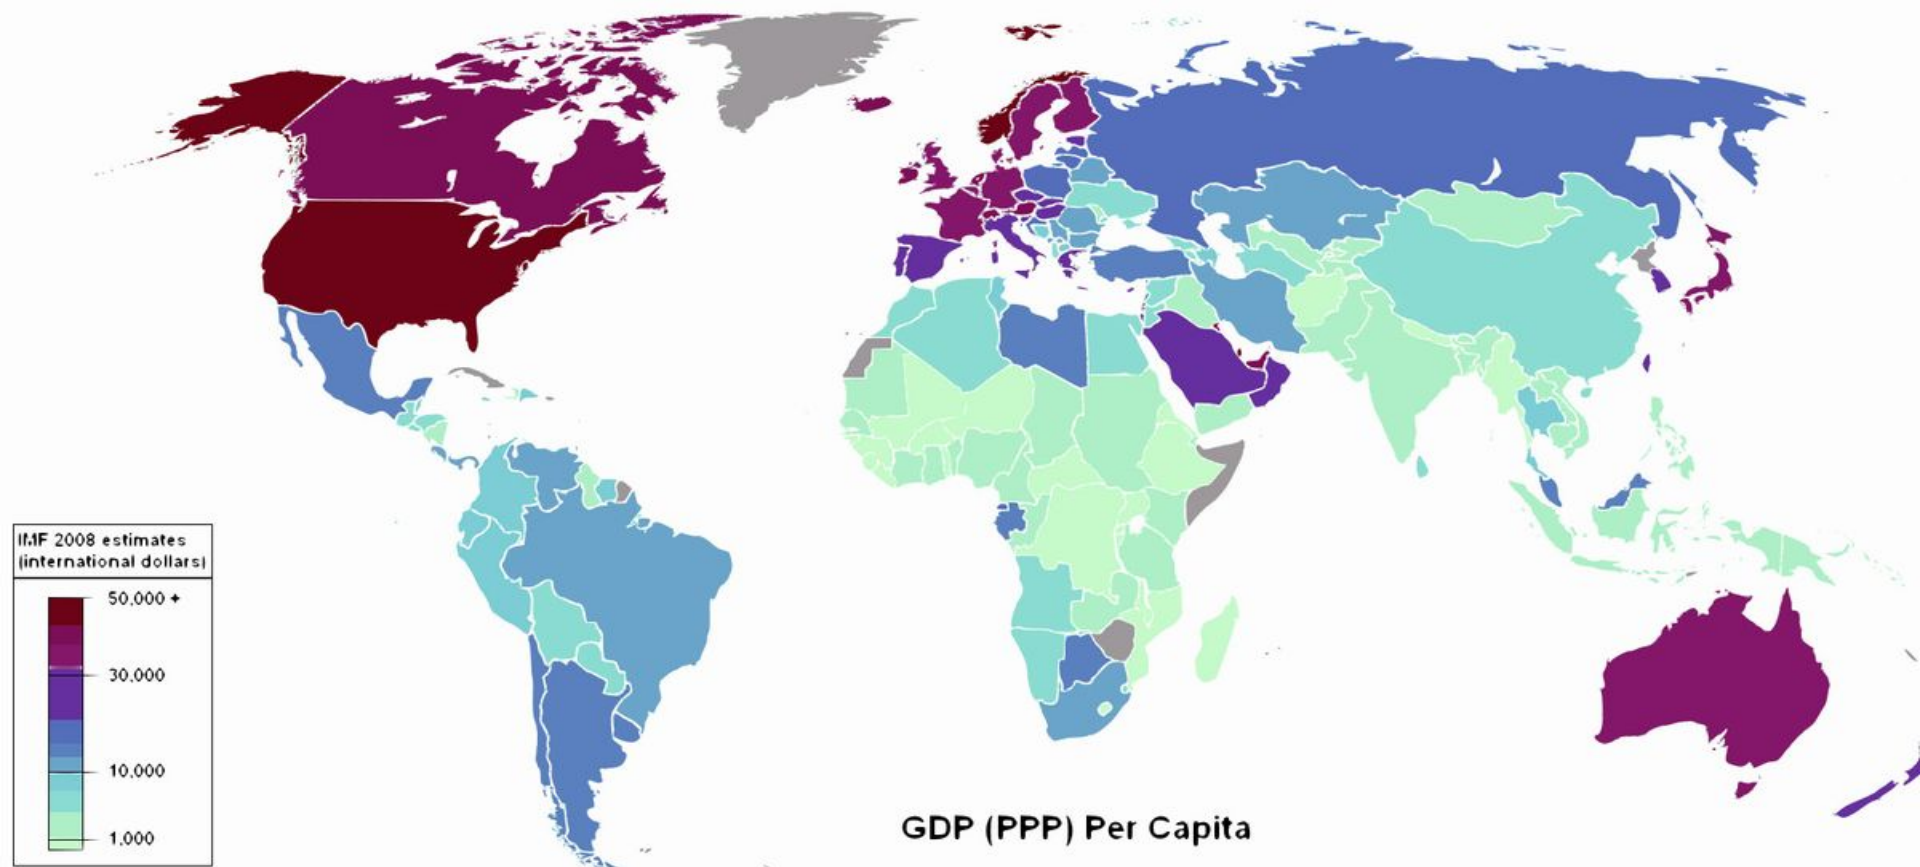 IMF 2008 estimates
(international dollars)
50,000 +
30,000
10,000
1,000
GDP (PPP) Per Capita